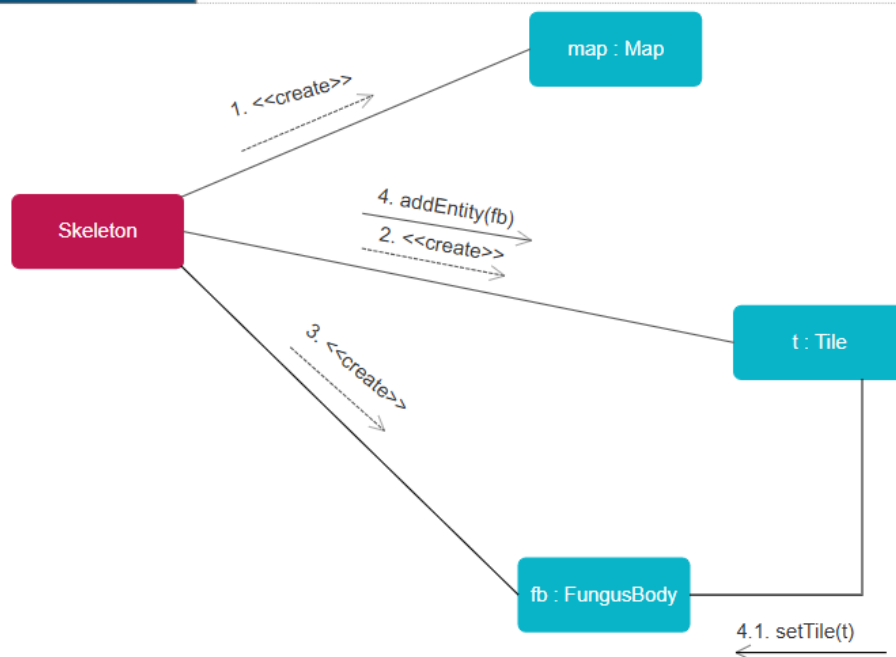 map : Map
1. <<create>>
Skeleton
4. addEntity(fb)
2. <<create>>
t : Tile
3. <<create>>
fb : FungusBody
4.1. setTile(t)